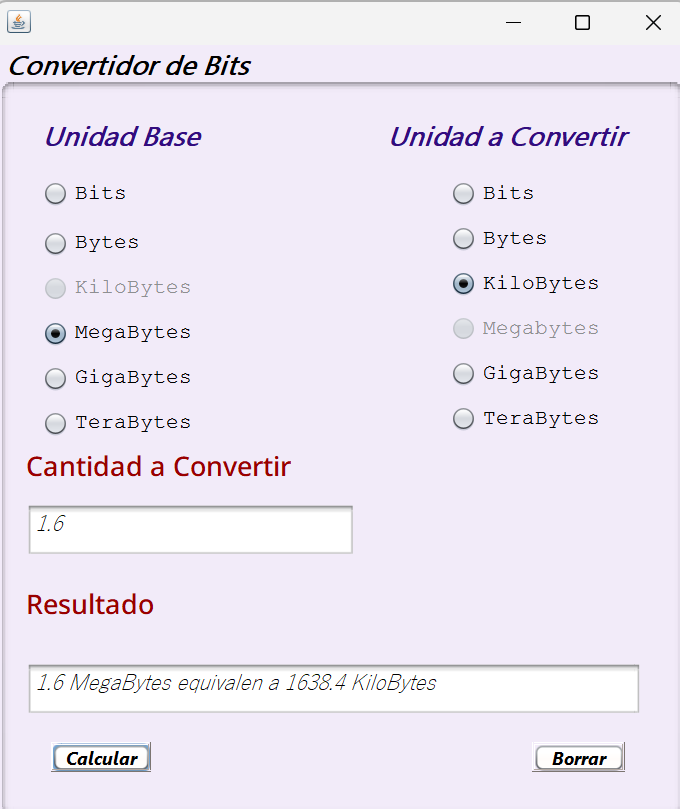 Convertidor de Bits
Unidad Base
Bits
Bytes
KiloBytes
MegaBytes
GigaBytes
TeraBytes
Unidad a Convertir
Bits
Bytes
KiloBytes
Megabytes
GigaBytes
TeraBytes
Cantidad a Convertir
1.6
Resultado
1.6 MegaBytes equivalen a 1638.4 KiloBytes
Calcular
Borrar